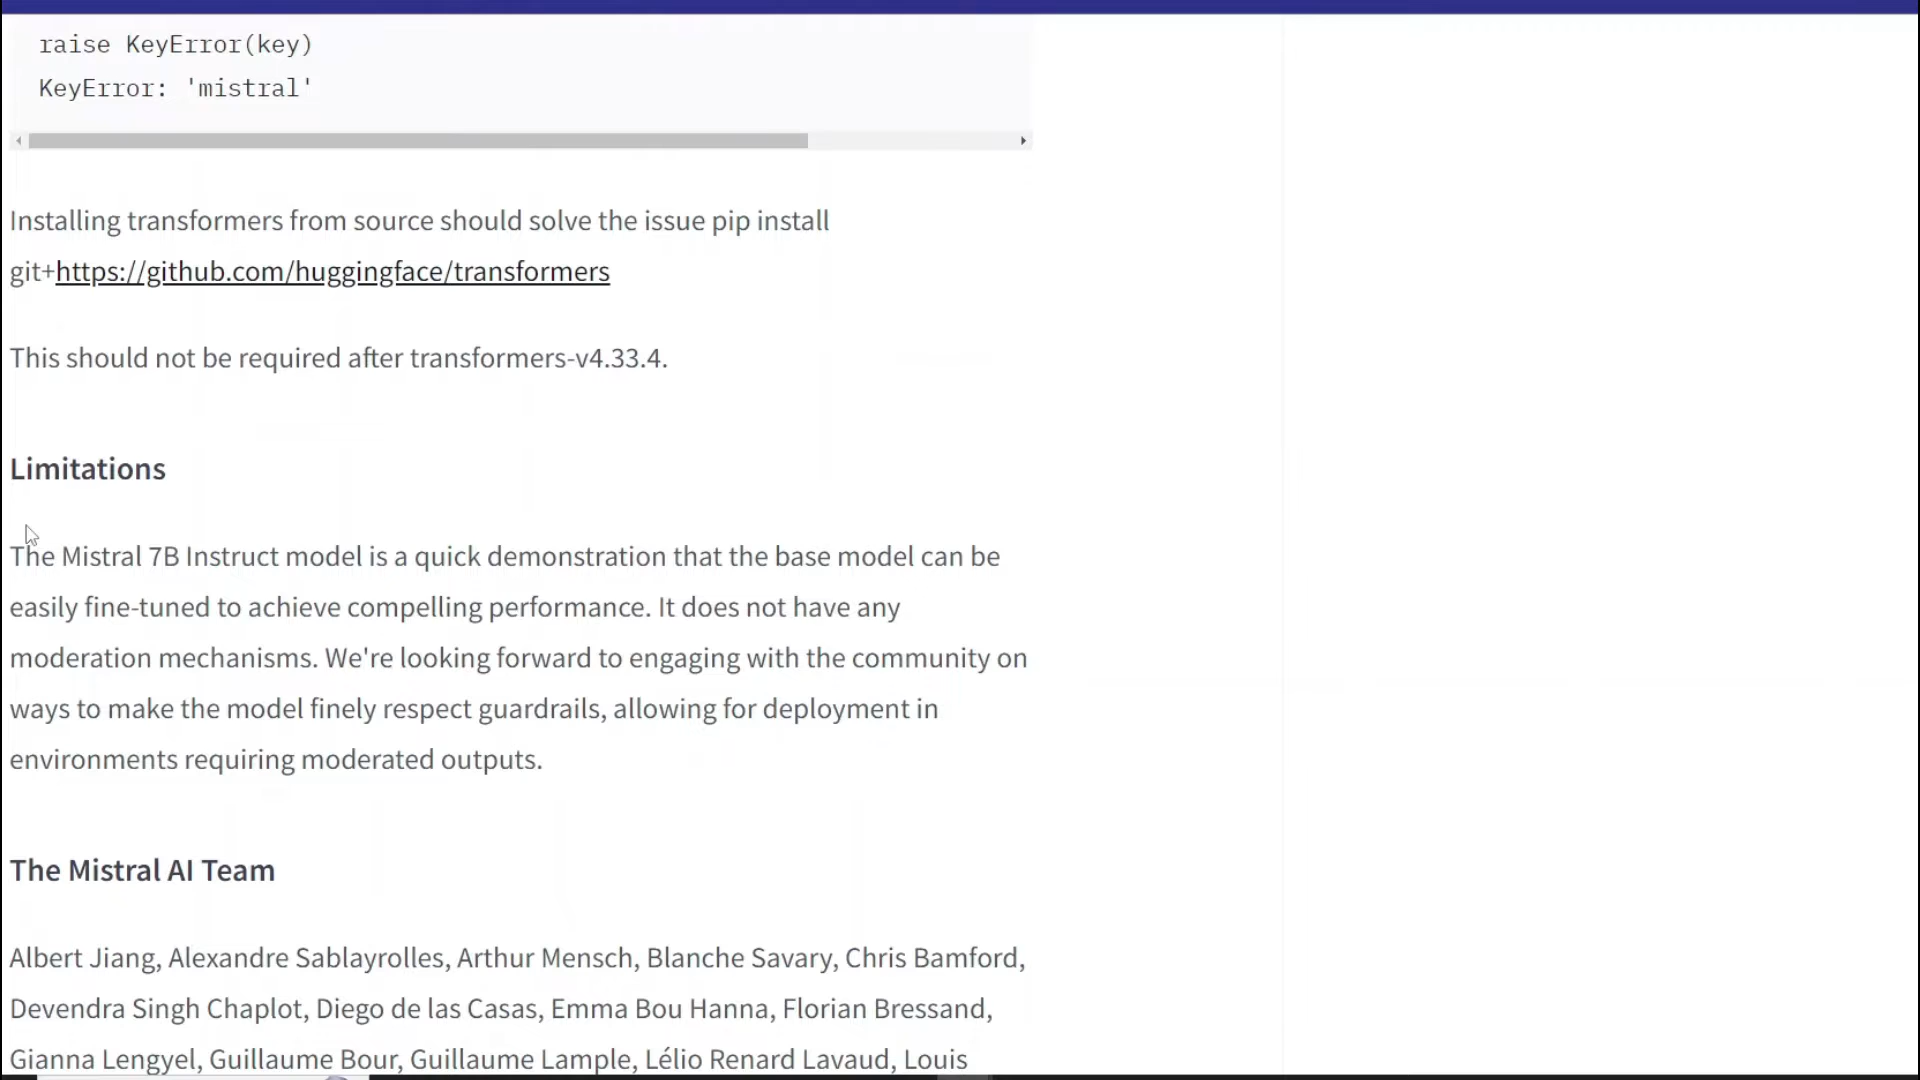 raise KeyError(key)
KeyError: 'mistral'
Installing transformers from source should solve the issue pip install
git+https://github.com/huggingface/transformers
This should not be required after transformers-v4.33.4.
Limitations
The Mistral 7B Instruct model is a quick demonstration that the base model can be
easily fine-tuned to achieve compelling performance. It does not have any
moderation mechanisms. We're looking forward to engaging with the community on
ways to make the model finely respect guardrails, allowing for deployment in
environments requiring moderated outputs.
The Mistral AI Team
Albert Jiang, Alexandre Sablayrolles, Arthur Mensch, Blanche Savary, Chris Bamford,
Devendra Singh Chaplot, Diego de las Casas, Emma Bou Hanna, Florian Bressand,
Gianna Lengyel, Guillaume Bour, Guillaume Lample, Lélio Renard Lavaud, Louis